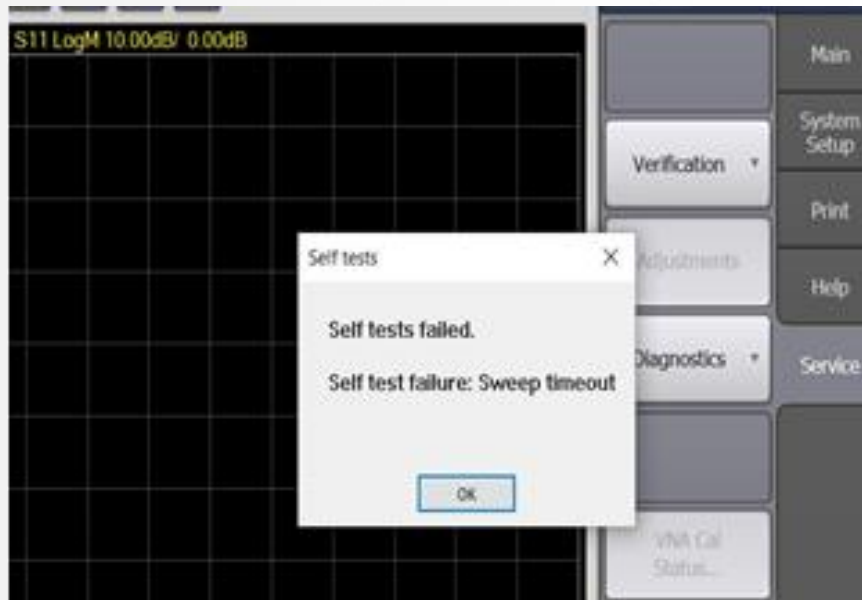 S11 LogM 10.00dB/ 0.00dB
Main
System
Setup
Verification
Print
Self tests
Adjustments
Help
Self tests failed.
Self test failure: Sweep timeout
Diagnostics
Service
OK
VNA Cal
Status...